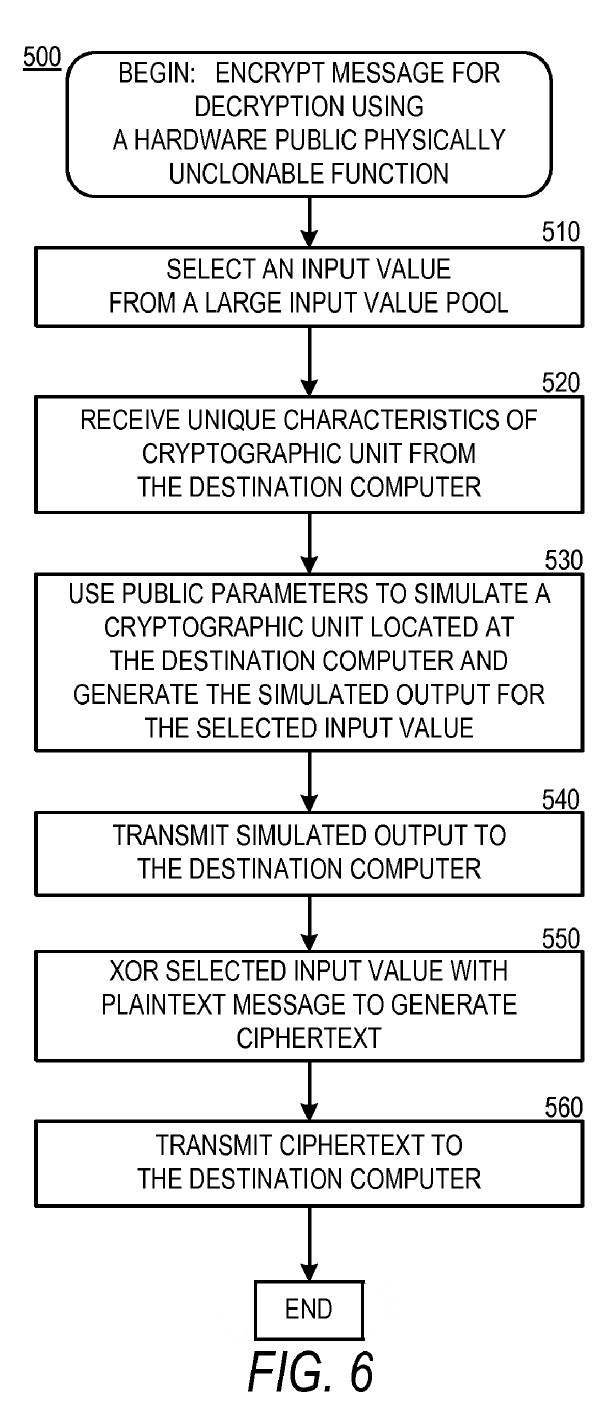 500
BEGIN: ENCRYPT MESSAGE FOR
DECRYPTION USING
A HARDWARE PUBLIC PHYSICALLY
UNCLONABLE FUNCTION
510
SELECT AN INPUT VALUE
FROM A LARGE INPUT VALUE POOL
520
RECEIVE UNIQUE CHARACTERISTICS OF
CRYPTOGRAPHIC UNIT FROM
THE DESTINATION COMPUTER
530
USE PUBLIC PARAMETERS TO SIMULATE A
CRYPTOGRAPHIC UNIT LOCATED AT
THE DESTINATION COMPUTER AND
GENERATE THE SIMULATED OUTPUT FOR
THE SELECTED INPUT VALUE
540
TRANSMIT SIMULATED OUTPUT TO
THE DESTINATION COMPUTER
550
XOR SELECTED INPUT VALUE WITH
PLAINTEXT MESSAGE TO GENERATE
CIPHERTEXT
560
TRANSMIT CIPHERTEXT TO
THE DESTINATION COMPUTER
END
FIG. 6